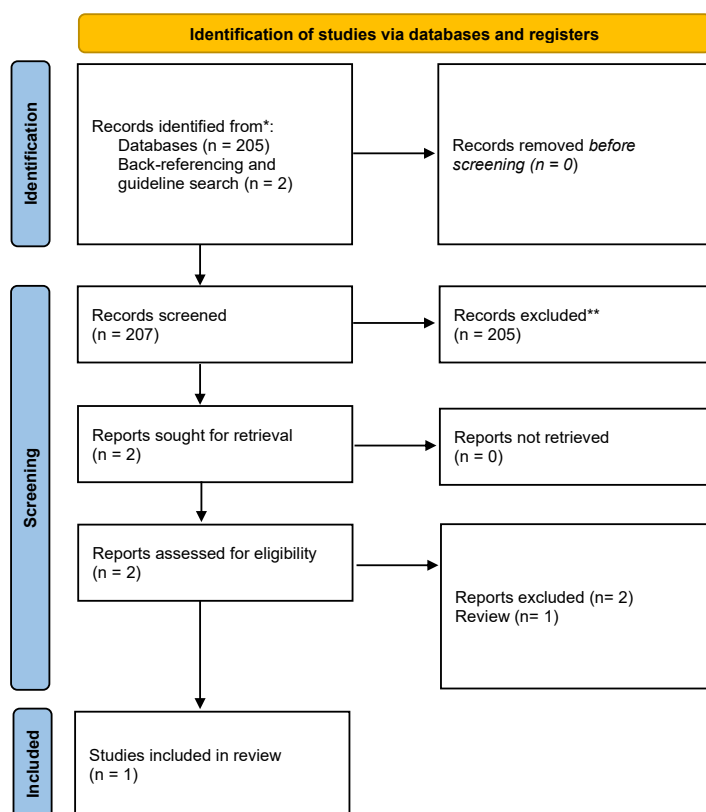 Identification of studies via databases and registers
Identification
Records identified from*:
Databases (n = 205)
Back-referencing and
guideline search (n = 2)
Records removed before
screening (n = 0)
Screening
Records screened
(n = 207)
Records excluded**
(n = 205)
Reports sought for retrieval
(n = 2)
Reports not retrieved
(n = 0)
Reports assessed for eligibility
(n = 2)
Reports excluded (n= 2)
Review (n= 1)
Included
Studies included in review
(n = 1)